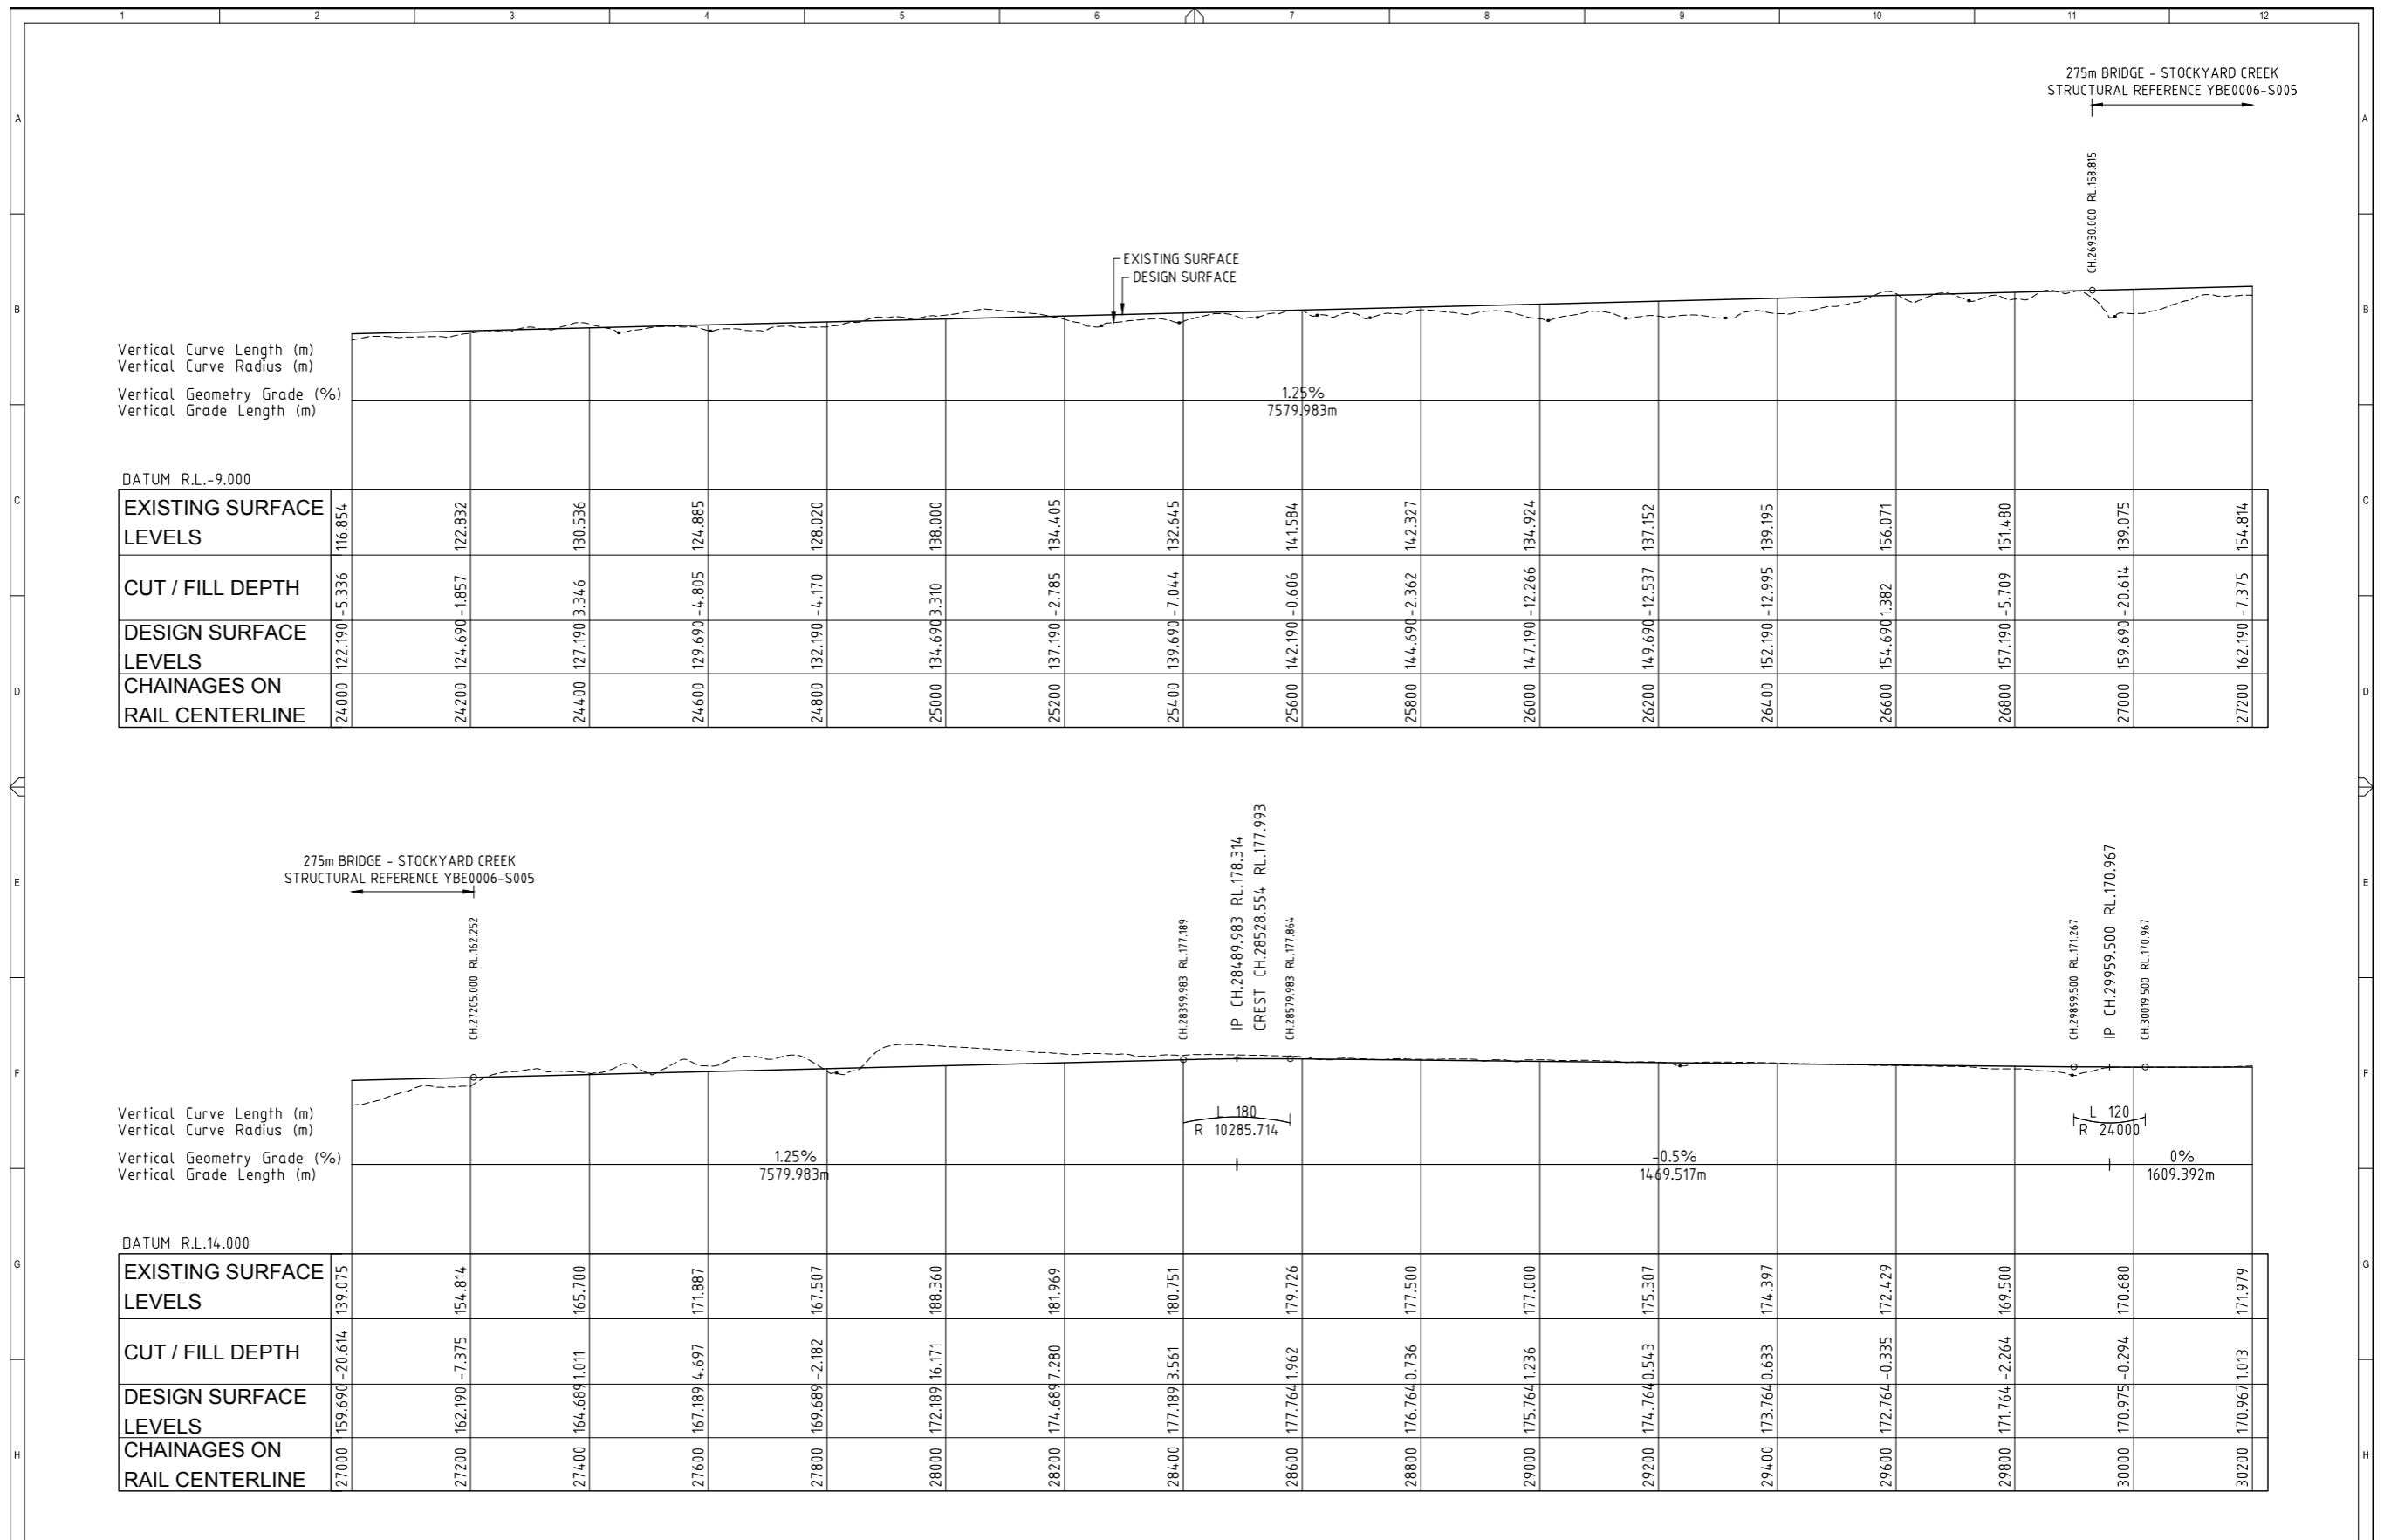 1 2 3 4 5 6 7 8 9 10 11 12
275m BRIDGE - STOCKYARD CREEK
STRUCTURAL REFERENCE YBE0006-S005
A A
CH.26930.000 RL.158.815
EXISTING SURFACE
DESIGN SURFACE
B B
Vertical Curve Length (m)
Vertical Curve Radius (m)
Vertical Geometry Grade (%) 1.25%
Vertical Grade Length (m) 7579.983m
DATUM R.L.-9.000
C C
EXISTING SURFACE LEVELS 116.854 122.832 130.536 124.885 128.020 138.000 134.405 132.645 141.584 142.327 134.924 137.152 139.195 156.071 151.480 139.075 154.814
CUT / FILL DEPTH -5.336 -1.857 3.346 -4.805 -4.170 3.310 -2.785 -7.044 -0.606 -2.362 -12.266 -12.537 -12.995 1.382 -5.709 -20.614 -7.375
DESIGN SURFACE LEVELS 122.190 124.690 127.190 129.690 132.190 134.690 137.190 139.690 142.190 144.690 147.190 149.690 152.190 154.690 157.190 159.690 162.190
D D
CHAINAGES ON RAIL CENTERLINE 24000 24200 24400 24600 24800 25000 25200 25400 25600 25800 26000 26200 26400 26600 26800 27000 27200
275m BRIDGE - STOCKYARD CREEK
STRUCTURAL REFERENCE YBE0006-S005
E E
CH.27205.000 RL.162.252
CH.28399.983 RL.177.189
IP CH.28489.983 RL.178.314
CREST CH.28528.554 RL.177.993
CH.28579.983 RL.177.864
CH.29899.500 RL.171.267
IP CH.29959.500 RL.170.967
CH.30019.500 RL.170.967
F F
Vertical Curve Length (m) L 180 L 120
Vertical Curve Radius (m) R 10285.714 R 24000
Vertical Geometry Grade (%) 1.25% -0.5% 0%
Vertical Grade Length (m) 7579.983m 1469.517m 1609.392m
DATUM R.L.14.000
G G
EXISTING SURFACE LEVELS 139.075 154.814 165.700 171.887 167.507 188.360 181.969 180.751 179.726 177.500 177.000 175.307 174.397 172.429 169.500 170.680 171.979
CUT / FILL DEPTH -20.614 -7.375 1.011 4.697 -2.182 16.171 7.280 3.561 1.962 0.736 1.236 0.543 0.633 -0.335 -2.264 -0.294 1.013
DESIGN SURFACE LEVELS 159.690 162.190 164.689 167.189 169.689 172.189 174.689 177.189 177.764 176.764 175.764 174.764 173.764 172.764 171.764 170.975 170.967
H H
CHAINAGES ON RAIL CENTERLINE 27000 27200 27400 27600 27800 28000 28200 28400 28600 28800 29000 29200 29400 29600 29800 30000 30200